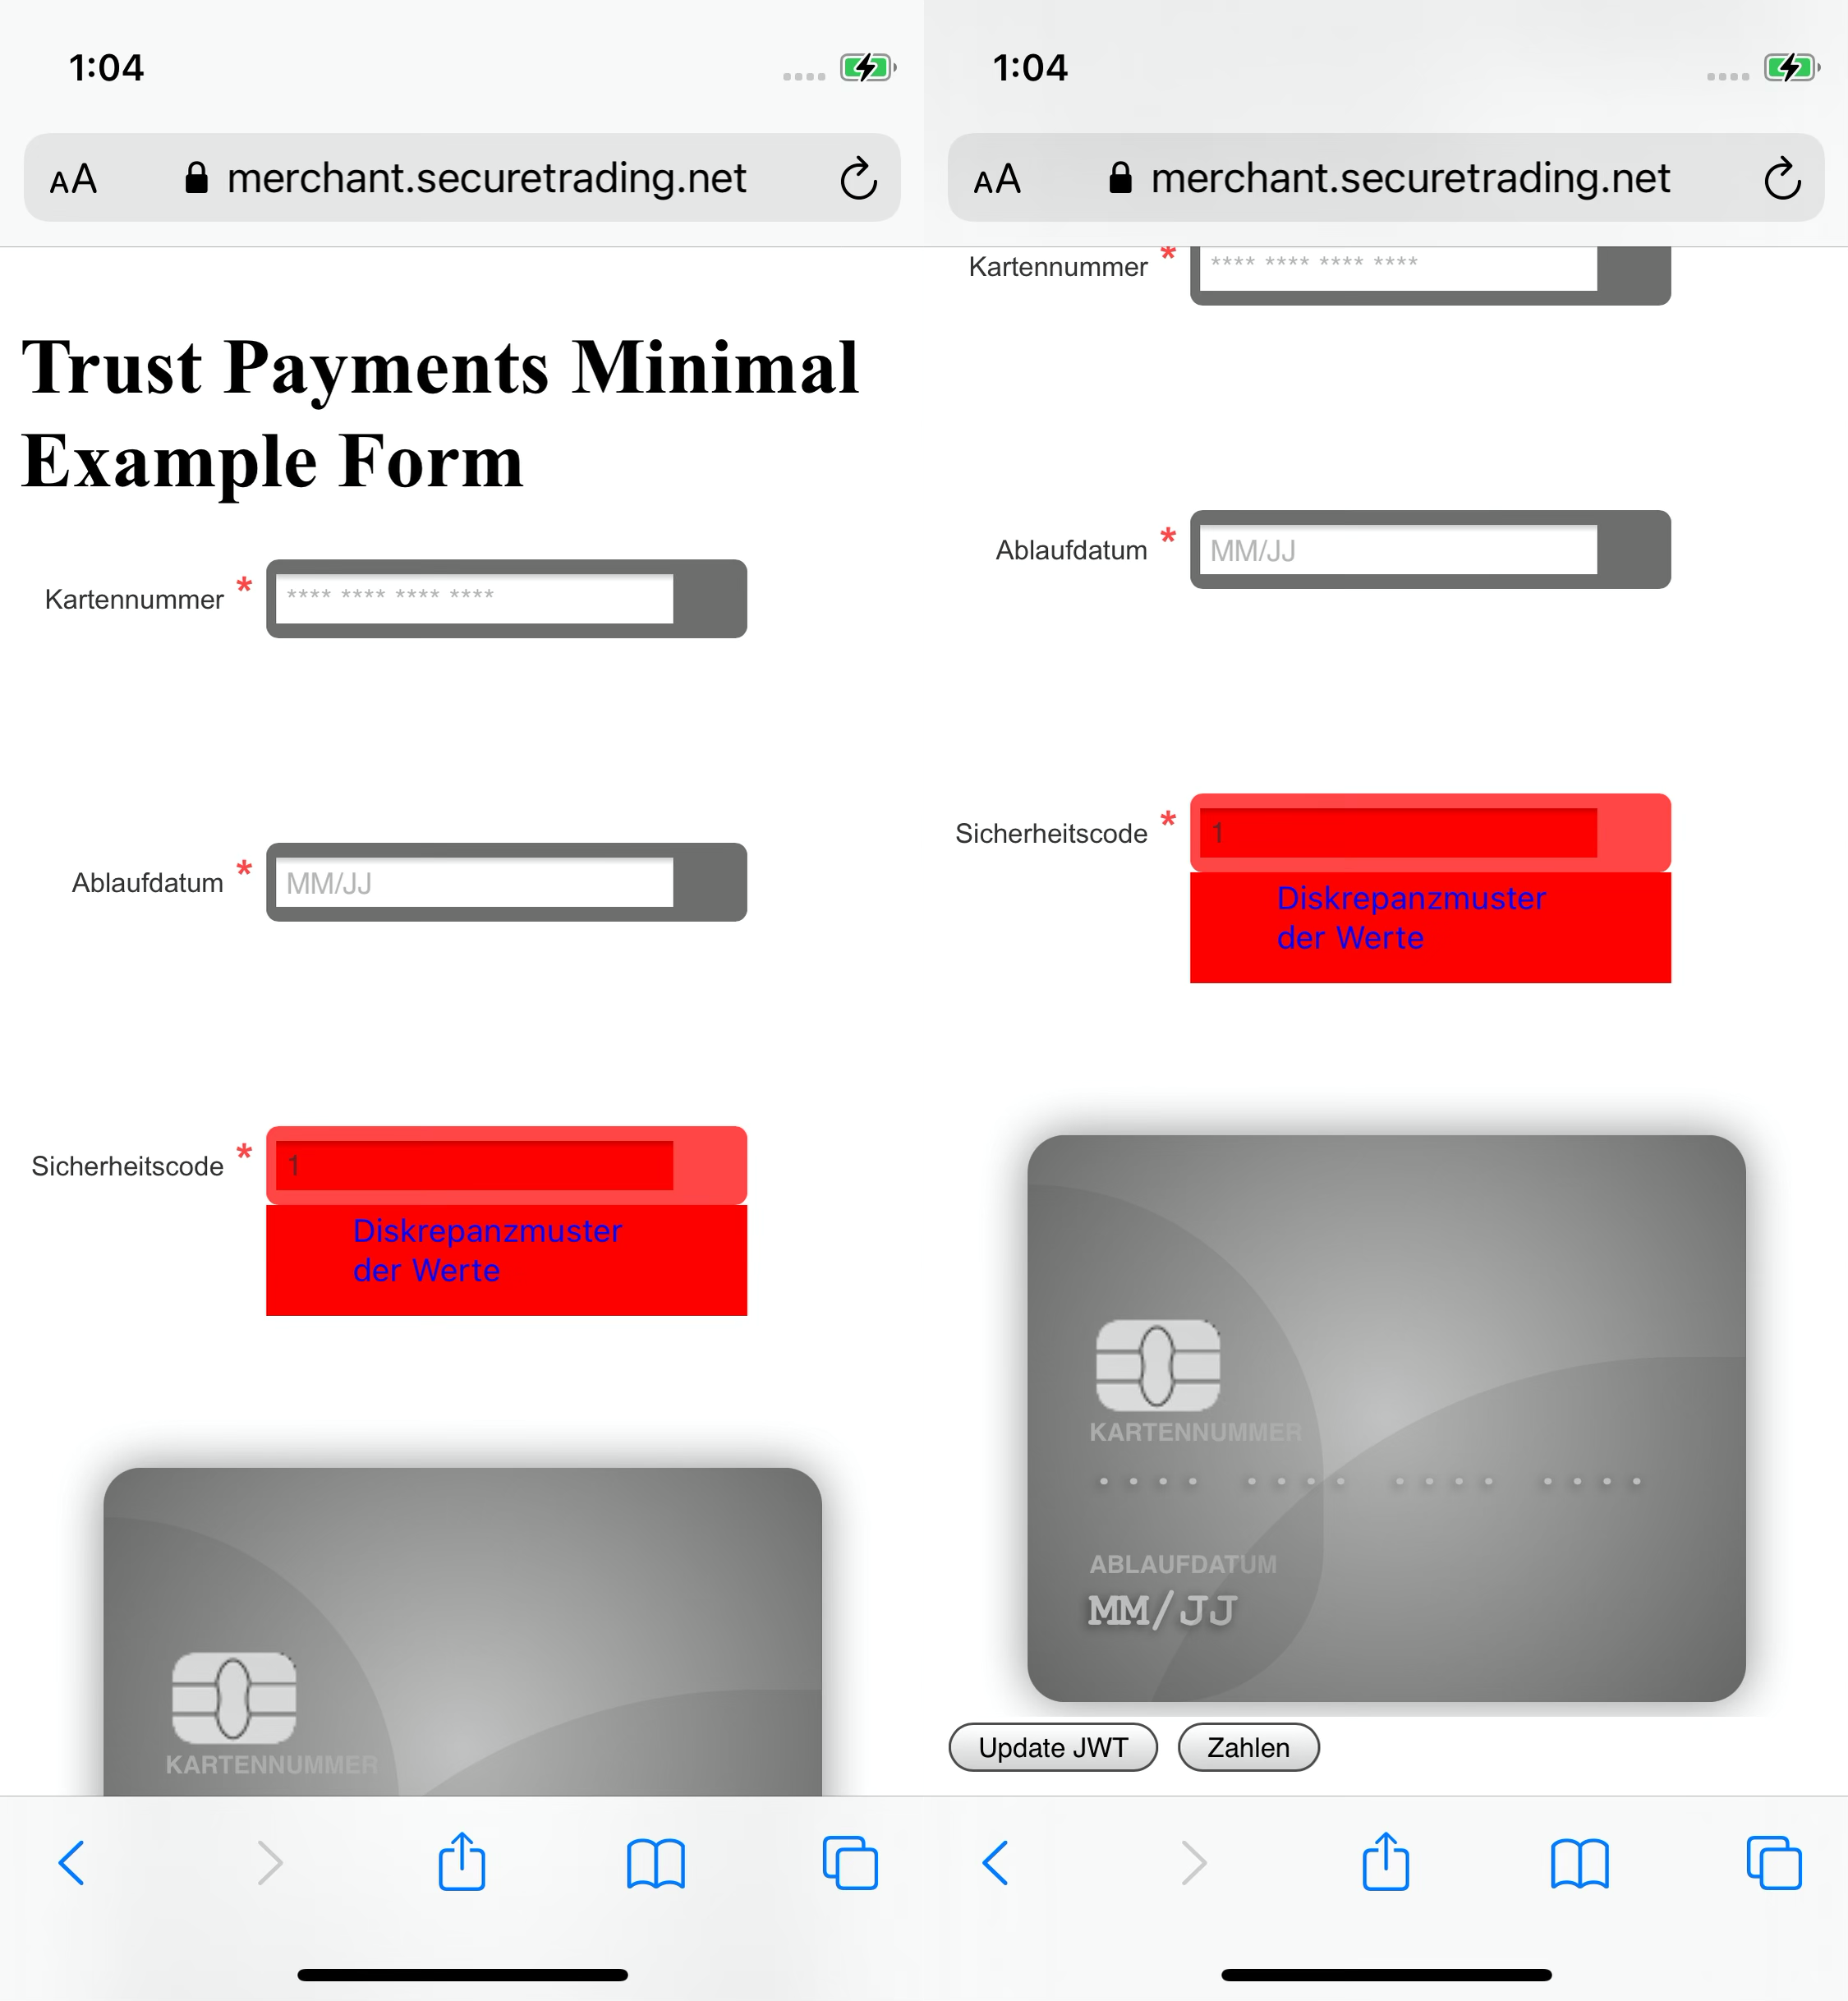 1:04
AA merchant.securetrading.net
Trust Payments Minimal
Example Form
Kartennummer * **** **** **** ****
Ablaufdatum * MM/JJ
Sicherheitscode * 1
Diskrepanzmuster
der Werte
KARTENNUMMER
1:04
AA merchant.securetrading.net
Kartennummer * **** **** **** ****
Ablaufdatum * MM/JJ
Sicherheitscode * 1
Diskrepanzmuster
der Werte
KARTENNUMMER
•••• •••• •••• ••••
ABLAUFDATUM
MM/JJ
Update JWT Zahlen